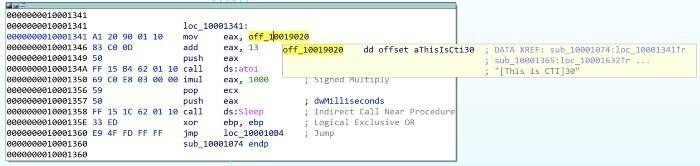 0000000010001341
0000000010001341 loc_10001341:
0000000010001341 A1 20 90 01 10 mov eax, off_10019020
0000000010001346 83 C0 0D add eax, 13
0000000010001349 50 push eax
000000001000134A FF 15 B4 62 01 10 call ds:atoi
0000000010001350 69 C0 E8 03 00 00 imul eax, 1000 ; Signed Multiply
0000000010001356 59 pop ecx
0000000010001357 50 push eax ; dwMilliseconds
0000000010001358 FF 15 1C 62 01 10 call ds:Sleep ; Indirect Call Near Procedure
000000001000135E 33 ED xor ebp, ebp ; Logical Exclusive OR
0000000010001360 E9 4F FD FF FF jmp loc_100010B4 ; Jump
0000000010001360 sub_10001074 endp
0000000010001360
off_10019020 dd offset aThisIsCti30 ; DATA XREF: sub_10001074:loc_10001341↑r
; sub_10001365:loc_10001632↑r ...
; "[This is CTI]30"